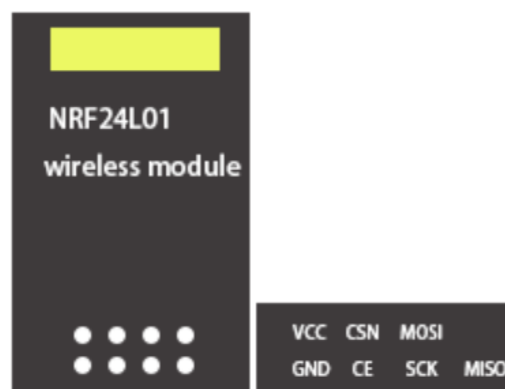 NRF24L01
wireless module
VCC CSN MOSI
GND CE SCK MISO